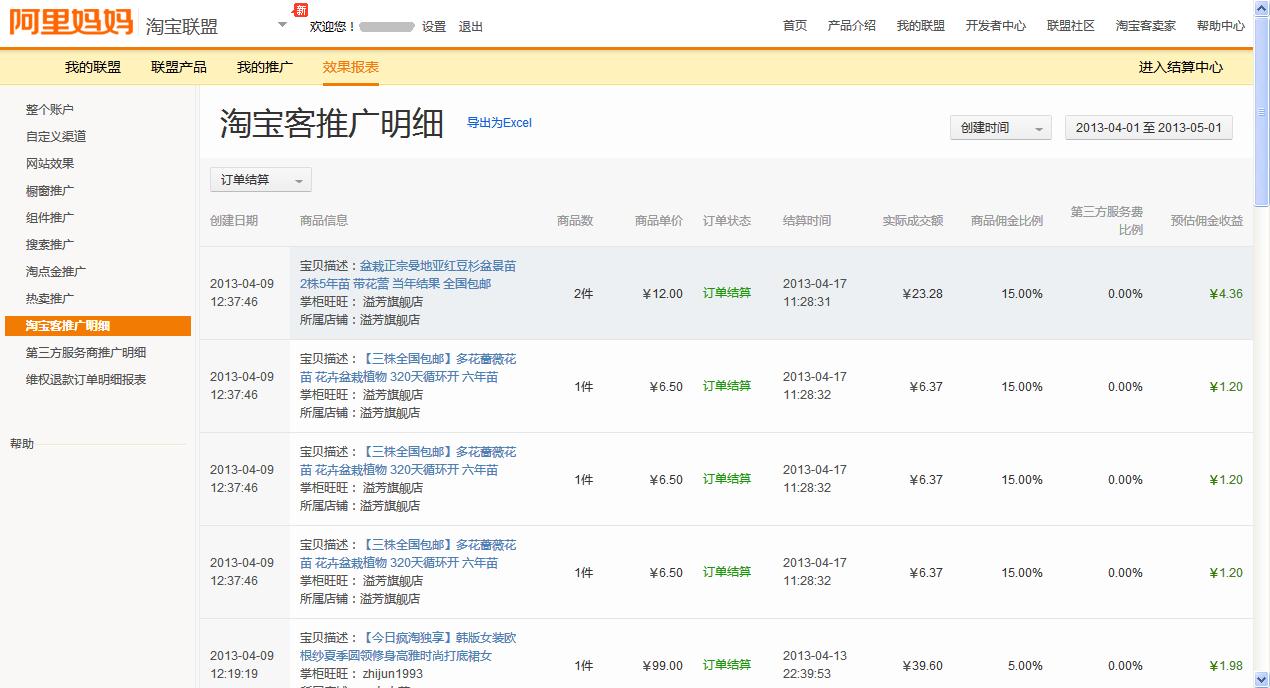 阿里妈妈 淘宝联盟 新 欢迎您！ 设置 退出 首页 产品介绍 我的联盟 开发者中心 联盟社区 淘宝客卖家 帮助中心
我的联盟 联盟产品 我的推广 效果报表 进入结算中心
整个账户
自定义渠道
网站效果
橱窗推广
组件推广
搜索推广
淘点金推广
热卖推广
淘宝客推广明细
第三方服务商推广明细
维权退款订单明细报表
帮助
淘宝客推广明细 导出为Excel 创建时间 2013-04-01 至 2013-05-01
订单结算
创建日期 商品信息 商品数 商品单价 订单状态 结算时间 实际成交额 商品佣金比例 第三方服务费
比例 预估佣金收益
2013-04-09
12:37:46
宝贝描述：盆栽正宗曼地亚红豆杉盆景苗
2株5年苗 带花蕾 当年结果 全国包邮
掌柜旺旺： 溢芳旗舰店
所属店铺：溢芳旗舰店
2件 ￥12.00 订单结算
2013-04-17
11:28:31
￥23.28 15.00% 0.00% ￥4.36
2013-04-09
12:37:46
宝贝描述：【三株全国包邮】多花蔷薇花
苗 花卉盆栽植物 320天循环开 六年苗
掌柜旺旺： 溢芳旗舰店
所属店铺：溢芳旗舰店
1件 ￥6.50 订单结算
2013-04-17
11:28:32
￥6.37 15.00% 0.00% ￥1.20
2013-04-09
12:37:46
宝贝描述：【三株全国包邮】多花蔷薇花
苗 花卉盆栽植物 320天循环开 六年苗
掌柜旺旺： 溢芳旗舰店
所属店铺：溢芳旗舰店
1件 ￥6.50 订单结算
2013-04-17
11:28:32
￥6.37 15.00% 0.00% ￥1.20
2013-04-09
12:37:46
宝贝描述：【三株全国包邮】多花蔷薇花
苗 花卉盆栽植物 320天循环开 六年苗
掌柜旺旺： 溢芳旗舰店
所属店铺：溢芳旗舰店
1件 ￥6.50 订单结算
2013-04-17
11:28:32
￥6.37 15.00% 0.00% ￥1.20
2013-04-09
12:19:19
宝贝描述：【今日疯淘独享】韩版女装欧
根纱夏季圆领修身高雅时尚打底裙女
掌柜旺旺： zhijun1993
1件 ￥99.00 订单结算
2013-04-13
22:39:53
￥39.60 5.00% 0.00% ￥1.98